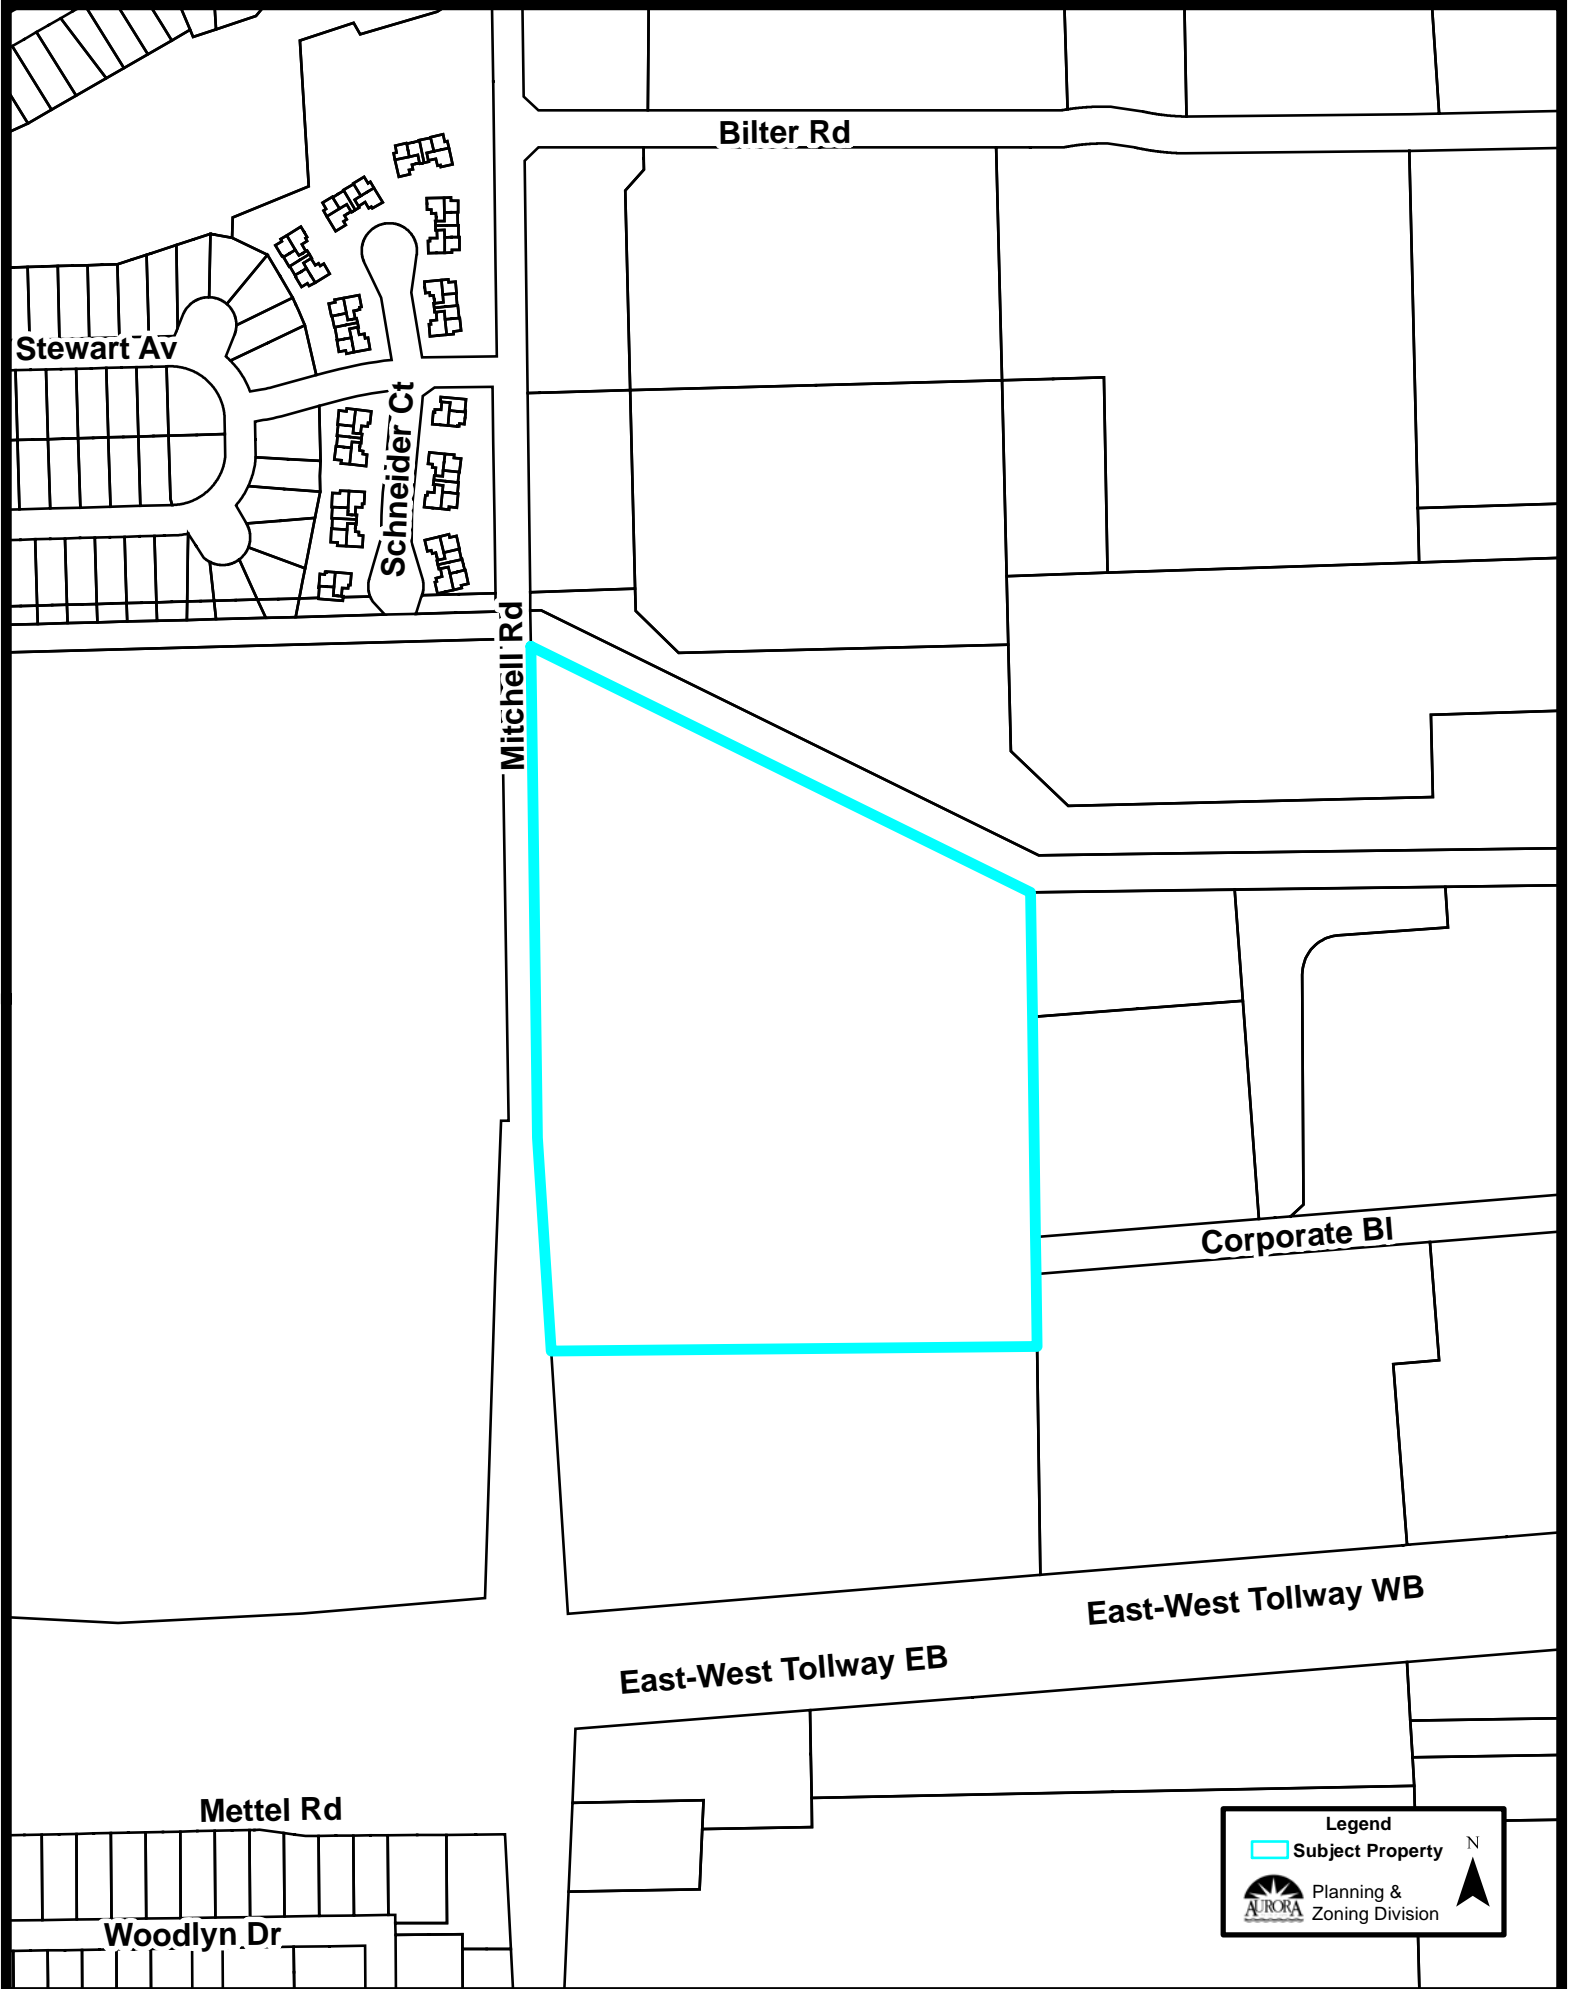 Bilter Rd
Stewart Av
Schneider Ct
Mitchell Rd
Corporate Bl
East-West Tollway WB
East-West Tollway EB
Mettel Rd
Woodlyn Dr
Legend
Subject Property
N
AURORA
Planning &
Zoning Division